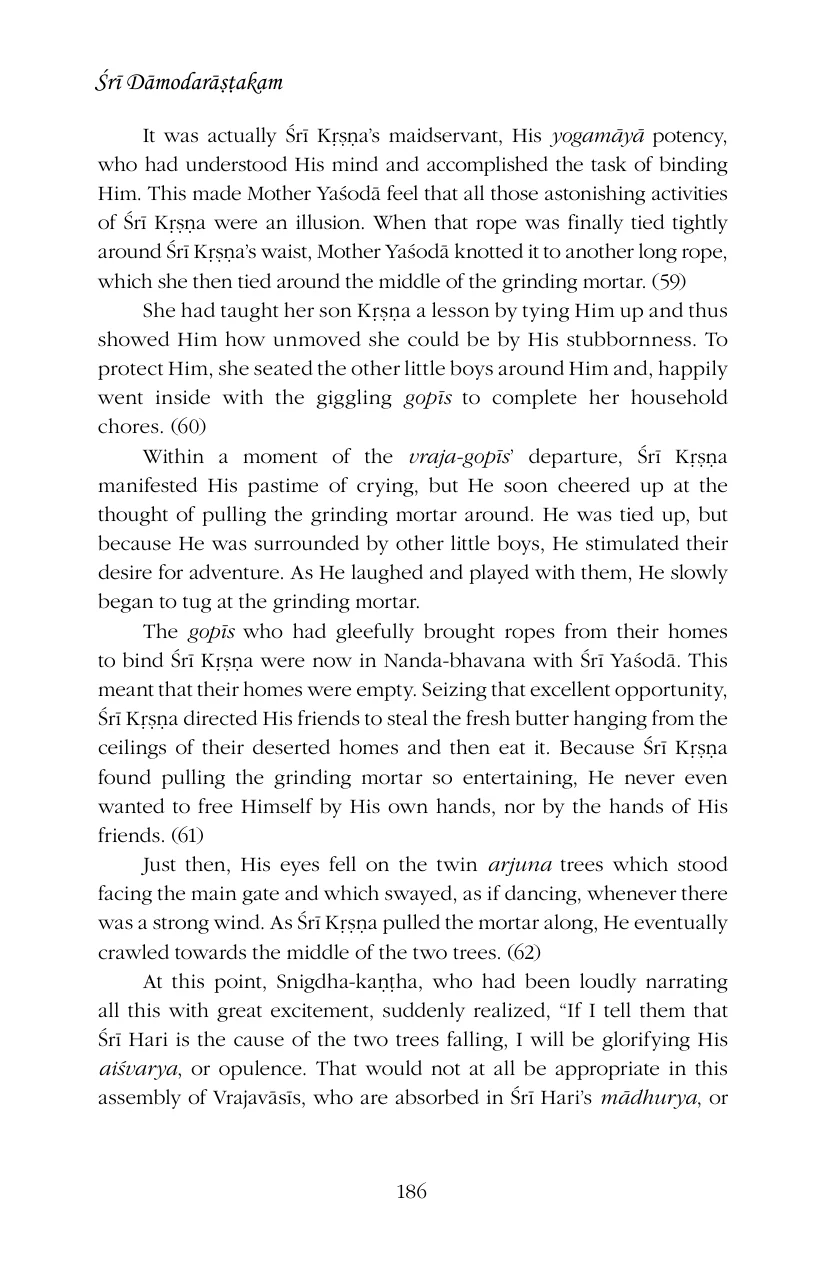 Śrī Dāmodarāṣṭakam
It was actually Śrī Kṛṣṇa’s maidservant, His yogamāyā potency,
who had understood His mind and accomplished the task of binding
Him. This made Mother Yaśodā feel that all those astonishing activities
of Śrī Kṛṣṇa were an illusion. When that rope was finally tied tightly
around Śrī Kṛṣṇa’s waist, Mother Yaśodā knotted it to another long rope,
which she then tied around the middle of the grinding mortar. (59)
She had taught her son Kṛṣṇa a lesson by tying Him up and thus
showed Him how unmoved she could be by His stubbornness. To
protect Him, she seated the other little boys around Him and, happily
went inside with the giggling gopīs to complete her household
chores. (60)
Within a moment of the vraja-gopīs’ departure, Śrī Kṛṣṇa
manifested His pastime of crying, but He soon cheered up at the
thought of pulling the grinding mortar around. He was tied up, but
because He was surrounded by other little boys, He stimulated their
desire for adventure. As He laughed and played with them, He slowly
began to tug at the grinding mortar.
The gopīs who had gleefully brought ropes from their homes
to bind Śrī Kṛṣṇa were now in Nanda-bhavana with Śrī Yaśodā. This
meant that their homes were empty. Seizing that excellent opportunity,
Śrī Kṛṣṇa directed His friends to steal the fresh butter hanging from the
ceilings of their deserted homes and then eat it. Because Śrī Kṛṣṇa
found pulling the grinding mortar so entertaining, He never even
wanted to free Himself by His own hands, nor by the hands of His
friends. (61)
Just then, His eyes fell on the twin arjuna trees which stood
facing the main gate and which swayed, as if dancing, whenever there
was a strong wind. As Śrī Kṛṣṇa pulled the mortar along, He eventually
crawled towards the middle of the two trees. (62)
At this point, Snigdha-kaṇṭha, who had been loudly narrating
all this with great excitement, suddenly realized, “If I tell them that
Śrī Hari is the cause of the two trees falling, I will be glorifying His
aiśvarya, or opulence. That would not at all be appropriate in this
assembly of Vrajavāsīs, who are absorbed in Śrī Hari’s mādhurya, or
186